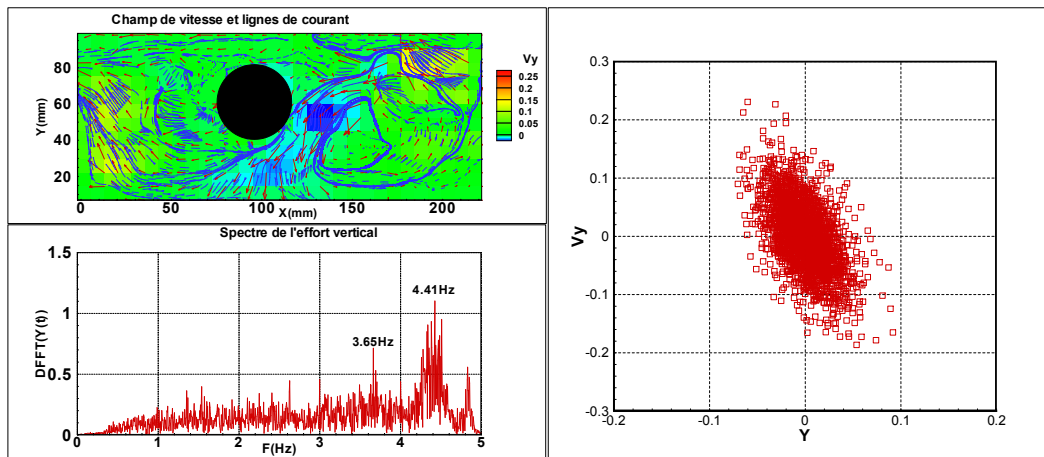 Champ de vitesse et lignes de courant
Y(mm)
80
60
40
20
0 50 100 150 200
X(mm)
Vy
0.25
0.2
0.15
0.1
0.05
0
Spectre de l'effort vertical
DFFT(Y(t)
1.5
1
0.5
0
4.41Hz
3.65Hz
0 1 2 3 4 5
F(Hz)
Vy
0.3
0.2
0.1
0
-0.1
-0.2
-0.3
-0.2 -0.1 0 0.1 0.2
Y